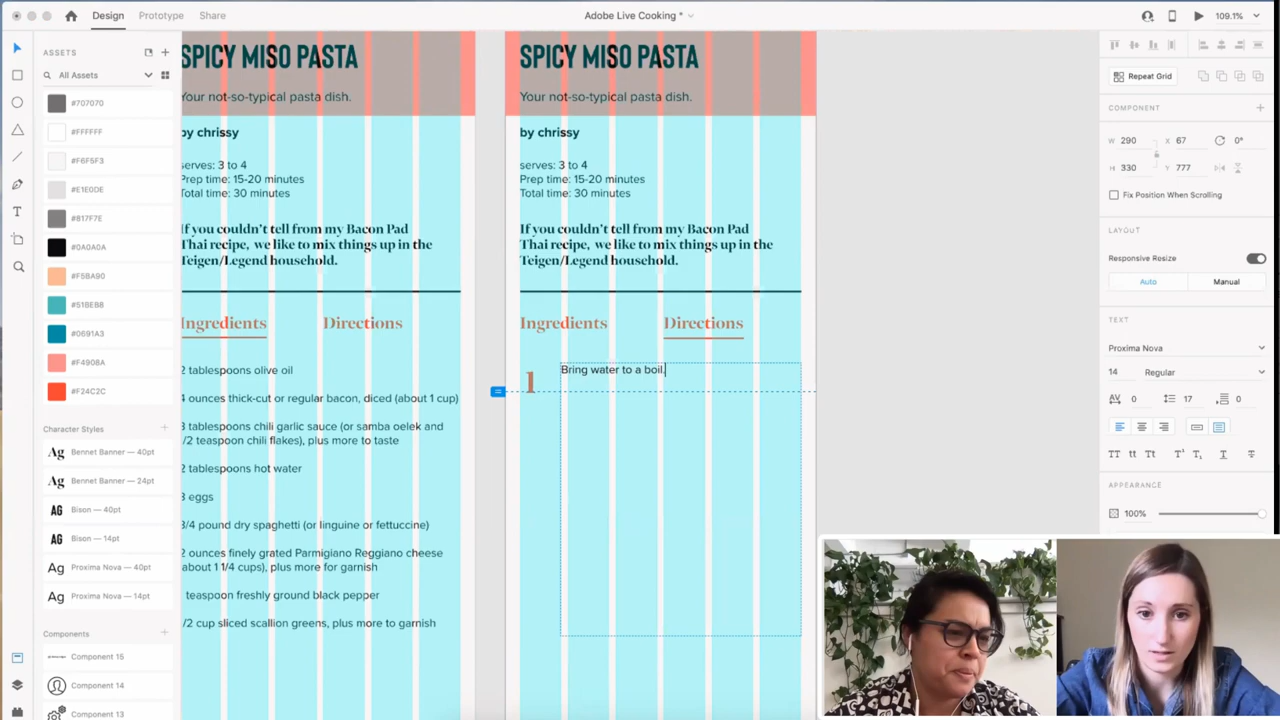 Design
Prototype
Share
Adobe Live Cooking *
109.1%
ASSETS
All Assets
#707070
#FFFFFF
#F6F5F3
#E1E0DE
#817F7E
#0A0A0A
#F5BA90
#51BEBB
#0691A3
#F4908A
#F24C2C
Character Styles
Ag Bennet Banner — 40pt
Ag Bennet Banner — 24pt
AG Bison — 40pt
AG Bison — 14pt
Ag Proxima Nova — 40pt
Ag Proxima Nova — 14pt
Components
Component 15
Component 14
Component 13
SPICY MISO PASTA
Your not-so-typical pasta dish.
by chrissy
serves: 3 to 4
Prep time: 15-20 minutes
Total time: 30 minutes
If you couldn't tell from my Bacon Pad
Thai recipe, we like to mix things up in the
Teigen/Legend household.
Ingredients
Directions
2 tablespoons olive oil
4 ounces thick-cut or regular bacon, diced (about 1 cup)
3 tablespoons chili garlic sauce (or samba oelek and
/2 teaspoon chili flakes), plus more to taste
2 tablespoons hot water
3 eggs
3/4 pound dry spaghetti (or linguine or fettuccine)
2 ounces finely grated Parmigiano Reggiano cheese
about 1 1/4 cups), plus more for garnish
teaspoon freshly ground black pepper
/2 cup sliced scallion greens, plus more to garnish
SPICY MISO PASTA
Your not-so-typical pasta dish.
by chrissy
serves: 3 to 4
Prep time: 15-20 minutes
Total time: 30 minutes
If you couldn't tell from my Bacon Pad
Thai recipe, we like to mix things up in the
Teigen/Legend household.
Ingredients
Directions
1
Bring water to a boil.
Repeat Grid
COMPONENT
W 290 X 67 0°
H 330 Y 777
Fix Position When Scrolling
LAYOUT
Responsive Resize
Auto
Manual
TEXT
Proxima Nova
14 Regular
AV 0 17 0
TT tt Tt T¹ T₁ T T
APPEARANCE
100%